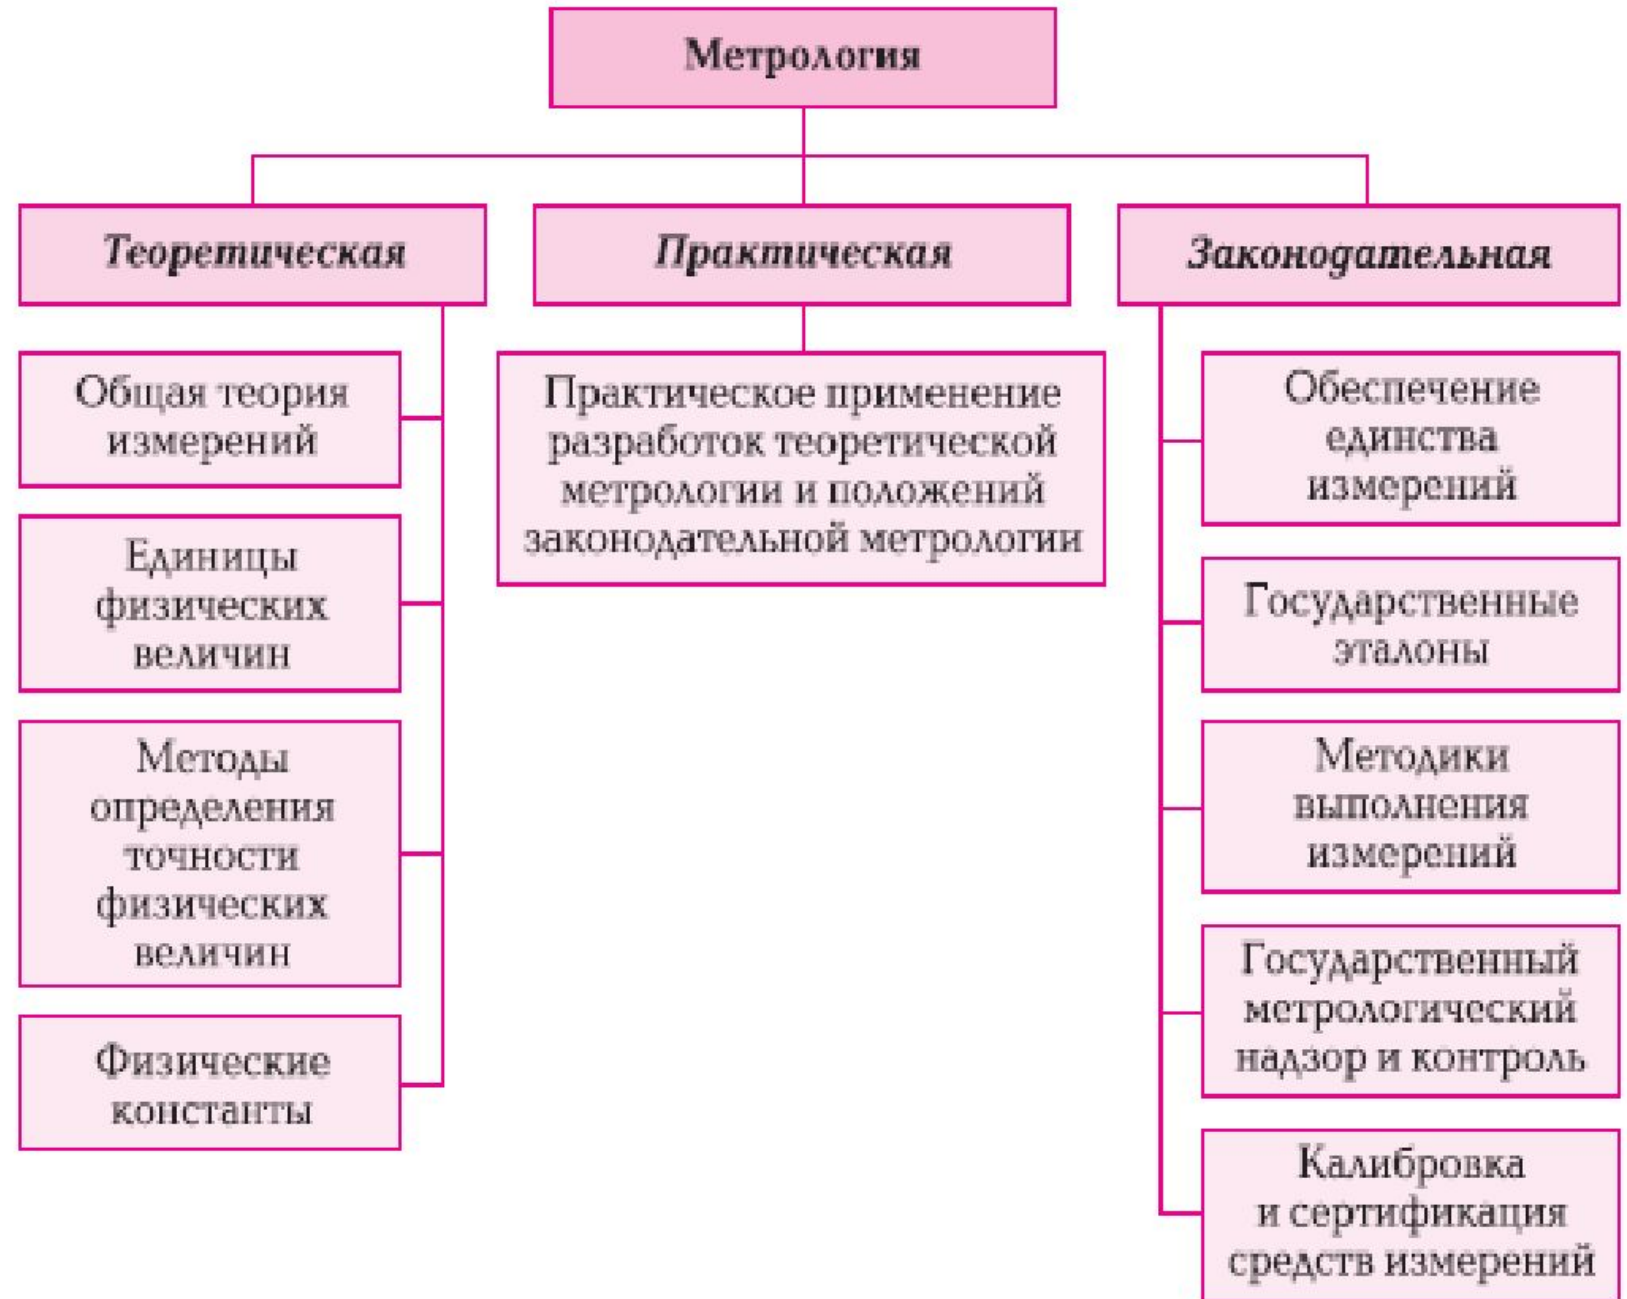 Метрология
Теоретическая
Общая теория
измерений
Единицы
физических
величин
Методы
определения
точности
физических
величин
Физические
константы
Практическая
Практическое применение
разработок теоретической
метрологии и положений
законодательной метрологии
Законодательная
Обеспечение
единства
измерений
Государственные
эталоны
Методики
выполнения
измерений
Государственный
метрологический
надзор и контроль
Калибровка
и сертификация
средств измерений